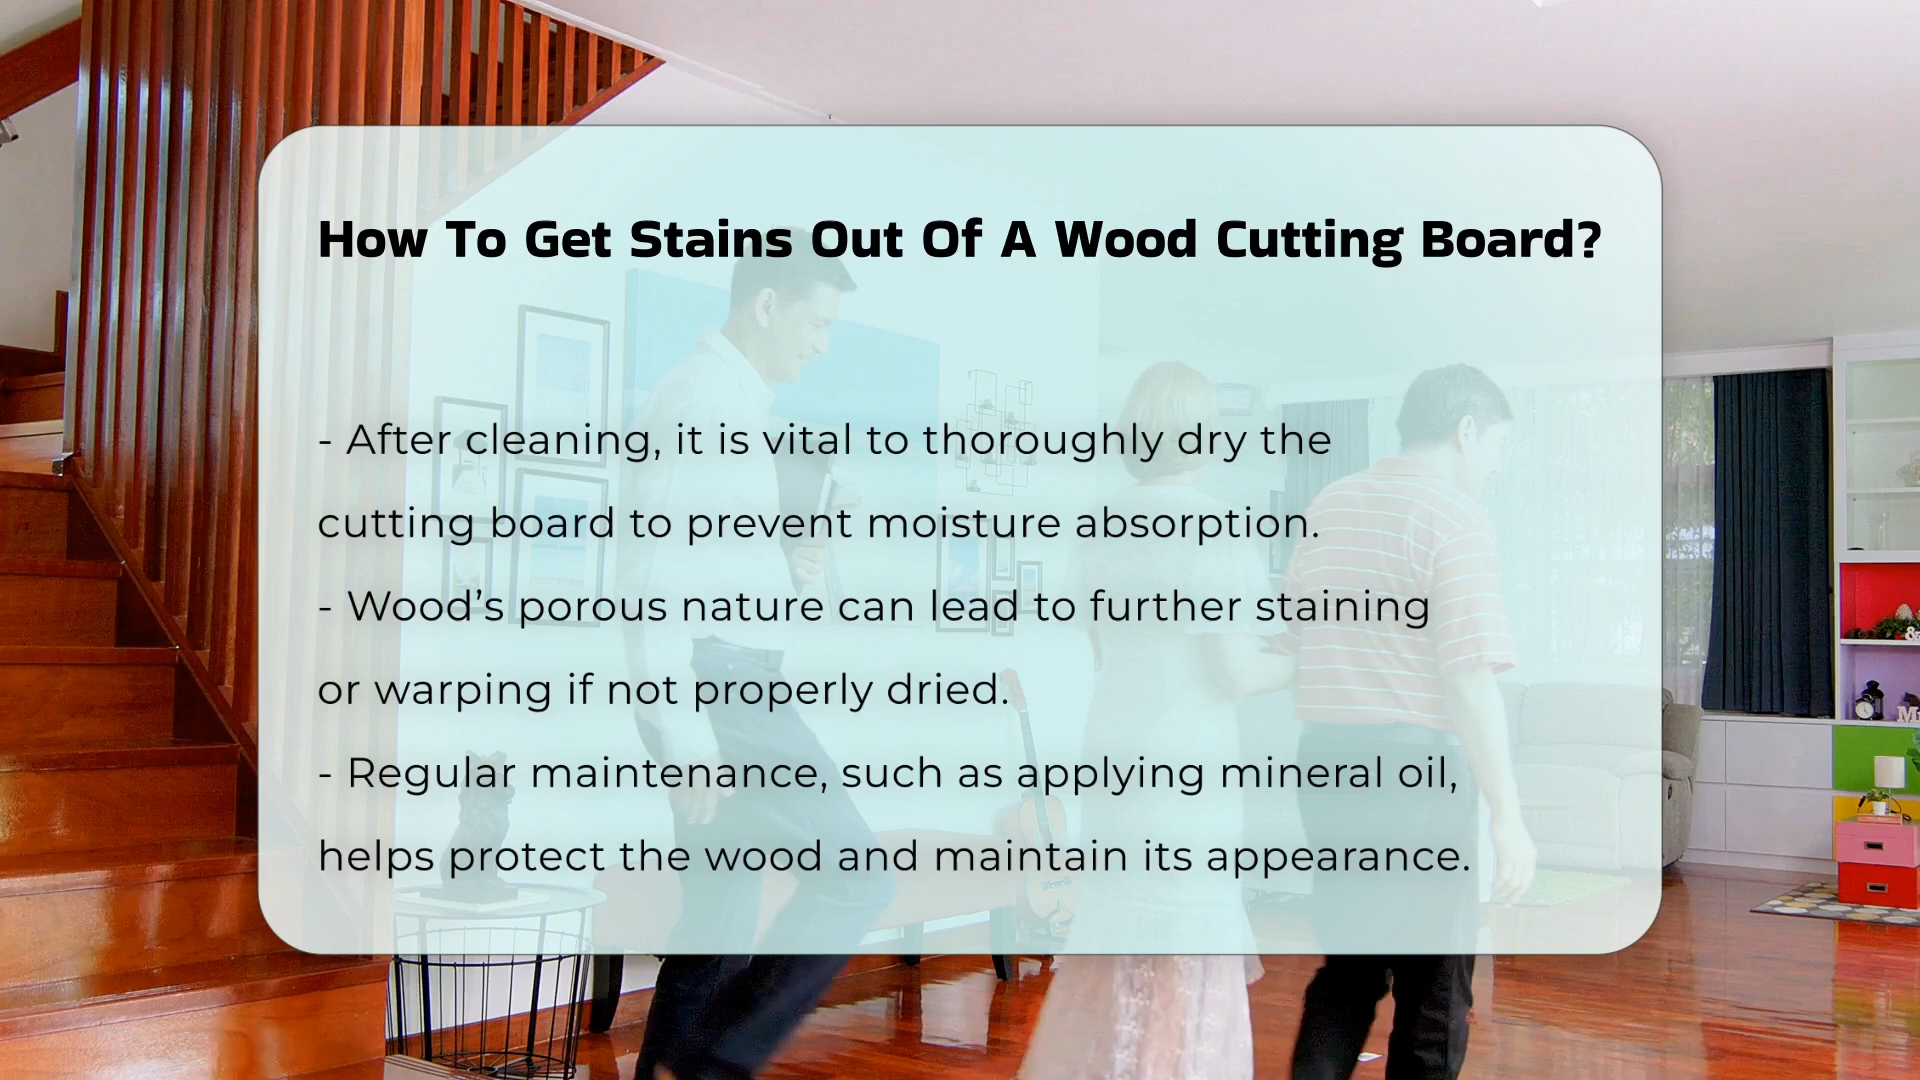 How To Get Stains Out Of A Wood Cutting Board?
- After cleaning, it is vital to thoroughly dry the
cutting board to prevent moisture absorption.
- Wood’s porous nature can lead to further staining
or warping if not properly dried.
- Regular maintenance, such as applying mineral oil,
helps protect the wood and maintain its appearance.